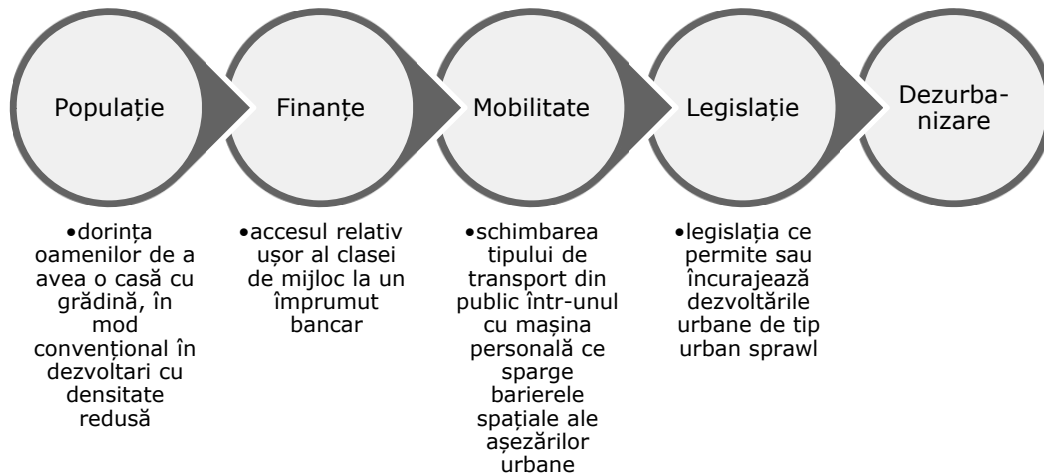 Populație
Finanțe
Mobilitate
Legislație
Dezurba-
nizare
•dorința
oamenilor de a
avea o casă cu
grădină, în
mod
convențional în
dezvoltari cu
densitate
redusă
•accesul relativ
ușor al clasei
de mijloc la un
împrumut
bancar
•schimbarea
tipului de
transport din
public într-unul
cu mașina
personală ce
sparge
barierele
spațiale ale
așezărilor
urbane
•legislația ce
permite sau
încurajează
dezvoltările
urbane de tip
urban sprawl